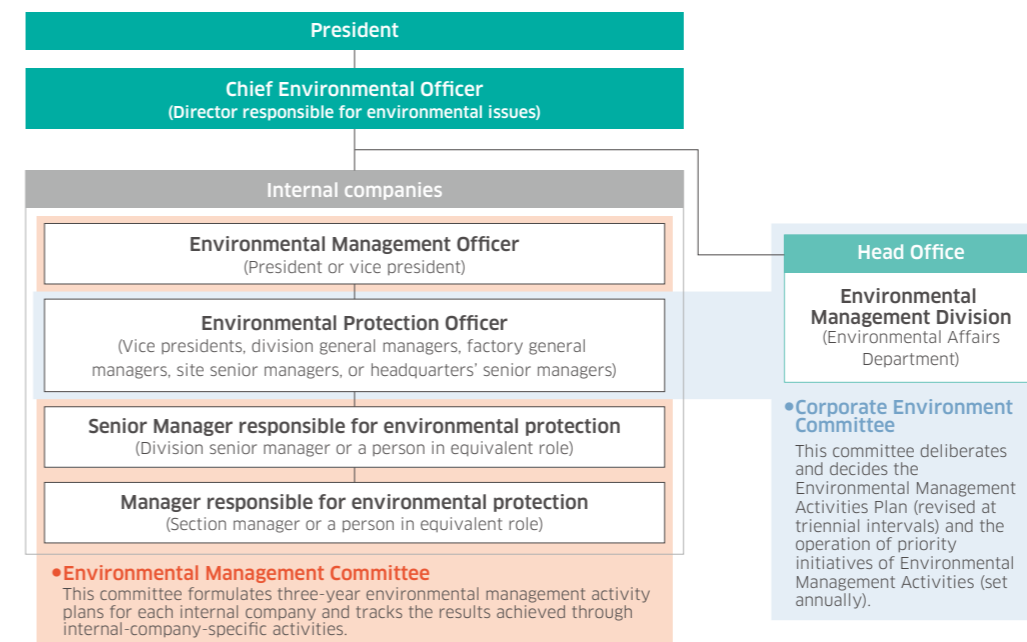 President
Chief Environmental Officer
(Director responsible for environmental issues)
Internal companies
Environmental Management Officer
(President or vice president)
Environmental Protection Officer
(Vice presidents, division general managers, factory general
managers, site senior managers, or headquarters’ senior managers)
Senior Manager responsible for environmental protection
(Division senior manager or a person in equivalent role)
Manager responsible for environmental protection
(Section manager or a person in equivalent role)
•Environmental Management Committee
This committee formulates three-year environmental management activity
plans for each internal company and tracks the results achieved through
internal-company-specific activities.
Head Office
Environmental
Management Division
(Environmental Affairs
Department)
•Corporate Environment
Committee
This committee deliberates
and decides the
Environmental Management
Activities Plan (revised at
triennial intervals) and the
operation of priority
initiatives of Environmental
Management Activities (set
annually).